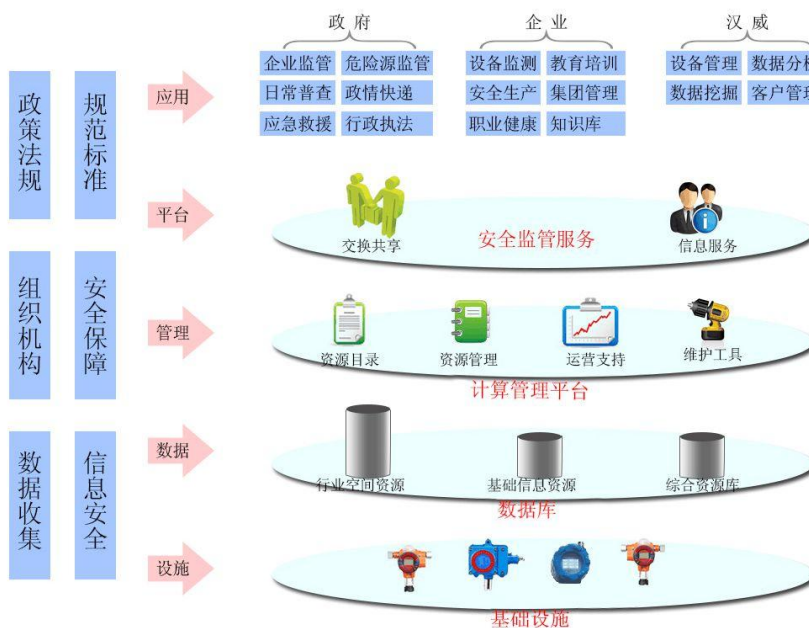 政 府
企 业
汉 威
企业监管 危险源监管
日常普查 政情快递
应急救援 行政执法
设备监测 教育培训
安全生产 集团管理
职业健康 知识库
设备管理 数据分析
数据挖掘 客户管理
政策法规
规范标准
组织机构
安全保障
数据收集
信息安全
应用
平台
交换共享
安全监管服务
信息服务
管理
资源目录
资源管理
运营支持
维护工具
计算管理平台
数据
行业空间资源
基础信息资源
综合资源库
数据库
设施
基础设施